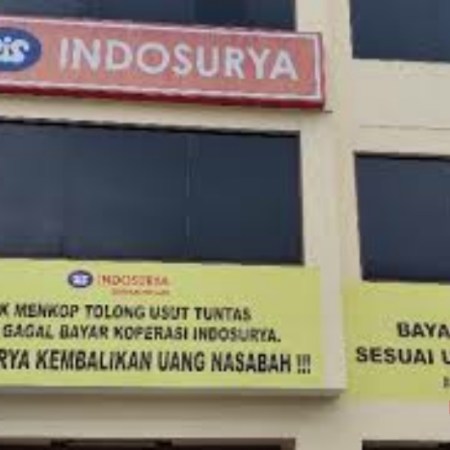 INDOSURYA
INDOSURYA
K MENKOP TOLONG USUT TUNTAS
GAGAL BAYAR KOPERASI INDOSURYA.
RYA KEMBALIKAN UANG NASABAH !!!
BAYA
SESUAI U